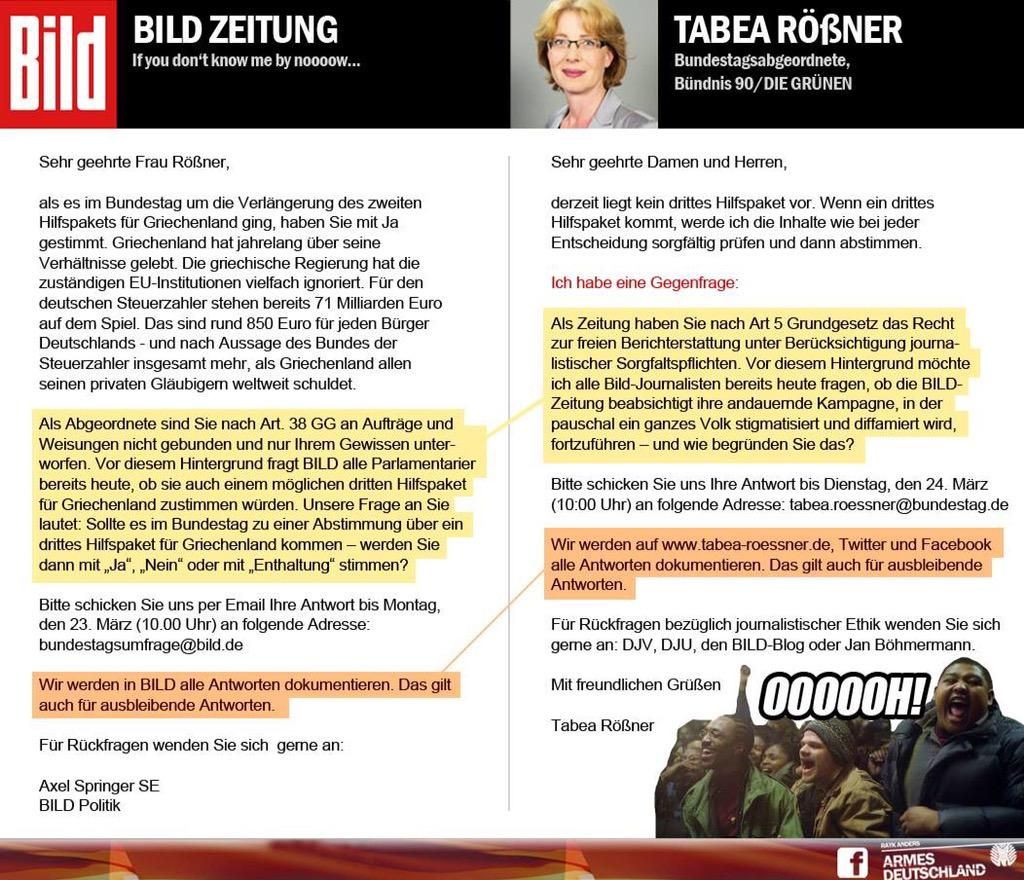 Bild
BILD ZEITUNG
If you don't know me by noooow...
TABEA RÖßNER
Bundestagsabgeordnete,
Bündnis 90/DIE GRÜNEN
Sehr geehrte Frau Rößner,
als es im Bundestag um die Verlängerung des zweiten
Hilfspakets für Griechenland ging, haben Sie mit Ja
gestimmt. Griechenland hat jahrelang über seine
Verhältnisse gelebt. Die griechische Regierung hat die
zuständigen EU-Institutionen vielfach ignoriert. Für den
deutschen Steuerzahler stehen bereits 71 Milliarden Euro
auf dem Spiel. Das sind rund 850 Euro für jeden Bürger
Deutschlands - und nach Aussage des Bundes der
Steuerzahler insgesamt mehr, als Griechenland allen
seinen privaten Gläubigern weltweit schuldet.
Als Abgeordnete sind Sie nach Art. 38 GG an Aufträge und
Weisungen nicht gebunden und nur Ihrem Gewissen unter-
worfen. Vor diesem Hintergrund fragt BILD alle Parlamentarier
bereits heute, ob sie auch einem möglichen dritten Hilfspaket
für Griechenland zustimmen würden. Unsere Frage an Sie
lautet: Sollte es im Bundestag zu einer Abstimmung über ein
drittes Hilfspaket für Griechenland kommen – werden Sie
dann mit „Ja“, „Nein“ oder mit „Enthaltung“ stimmen?
Bitte schicken Sie uns per Email Ihre Antwort bis Montag,
den 23. März (10.00 Uhr) an folgende Adresse:
bundestagsumfrage@bild.de
Wir werden in BILD alle Antworten dokumentieren. Das gilt
auch für ausbleibende Antworten.
Für Rückfragen wenden Sie sich gerne an:
Axel Springer SE
BILD Politik
Sehr geehrte Damen und Herren,
derzeit liegt kein drittes Hilfspaket vor. Wenn ein drittes
Hilfspaket kommt, werde ich die Inhalte wie bei jeder
Entscheidung sorgfältig prüfen und dann abstimmen.
Ich habe eine Gegenfrage:
Als Zeitung haben Sie nach Art 5 Grundgesetz das Recht
zur freien Berichterstattung unter Berücksichtigung journa-
listischer Sorgfaltspflichten. Vor diesem Hintergrund möchte
ich alle Bild-Journalisten bereits heute fragen, ob die BILD-
Zeitung beabsichtigt ihre andauernde Kampagne, in der
pauschal ein ganzes Volk stigmatisiert und diffamiert wird,
fortzuführen – und wie begründen Sie das?
Bitte schicken Sie uns Ihre Antwort bis Dienstag, den 24. März
(10:00 Uhr) an folgende Adresse: tabea.roessner@bundestag.de
Wir werden auf www.tabea-roessner.de, Twitter und Facebook
alle Antworten dokumentieren. Das gilt auch für ausbleibende
Antworten.
Für Rückfragen bezüglich journalistischer Ethik wenden Sie sich
gerne an: DJV, DJU, den BILD-Blog oder Jan Böhmermann.
Mit freundlichen Grüßen
Tabea Rößner
OOOOOH!
f
RAYK ANDERS
ARMES
DEUTSCHLAND